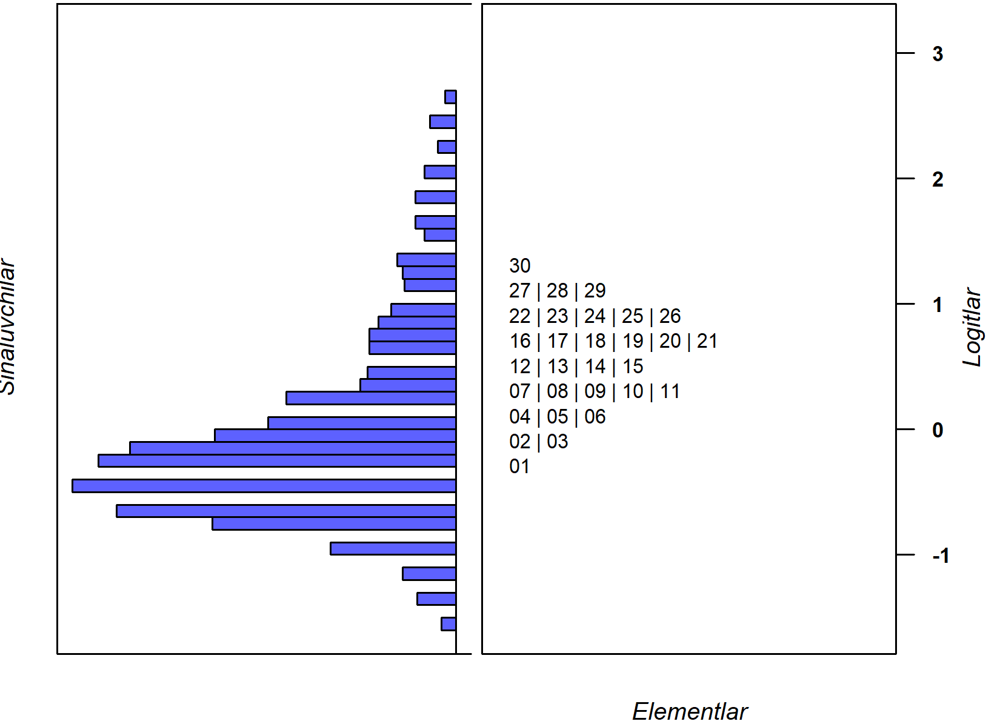 Sinaluvchilar
30
27 | 28 | 29
22 | 23 | 24 | 25 | 26
16 | 17 | 18 | 19 | 20 | 21
12 | 13 | 14 | 15
07 | 08 | 09 | 10 | 11
04 | 05 | 06
02 | 03
01
3
2
1
0
-1
Logitlar
Elementlar